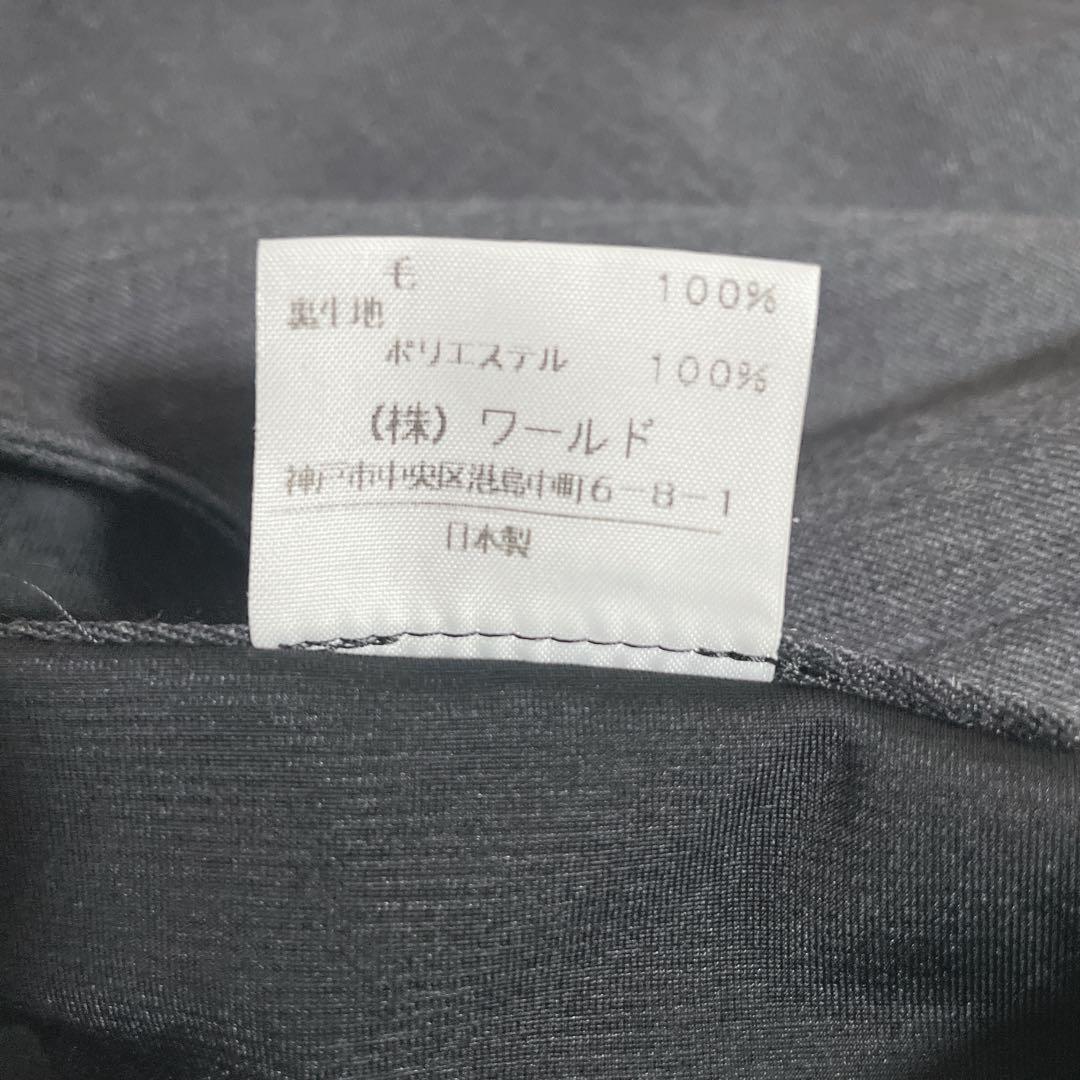 毛 100%
裏生地
ポリエステル 100%
(株) ワールド
神戸市中央区港島中町6-8-1
日本製